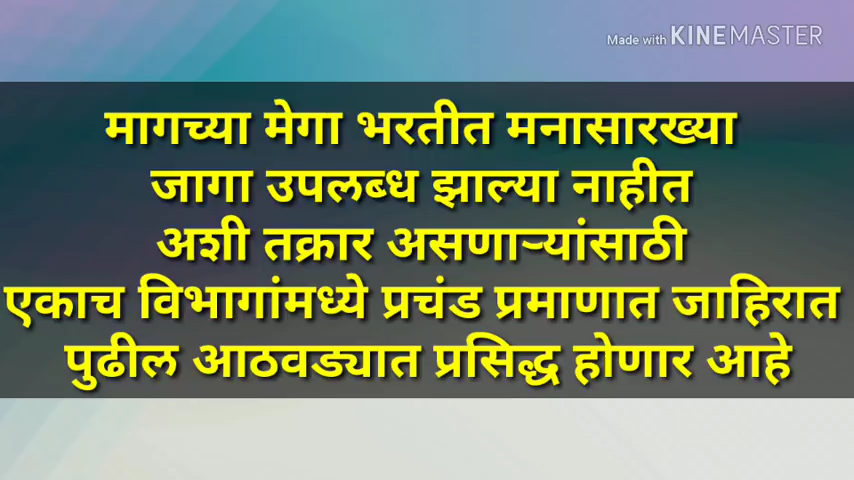 Made with KINEMASTER
मागच्या मेगा भरतीत मनासारख्या
जागा उपलब्ध झाल्या नाहीत
अशी तक्रार असणाऱ्यांसाठी
एकाच विभागांमध्ये प्रचंड प्रमाणात जाहिरात
पुढील आठवड्यात प्रसिद्ध होणार आहे